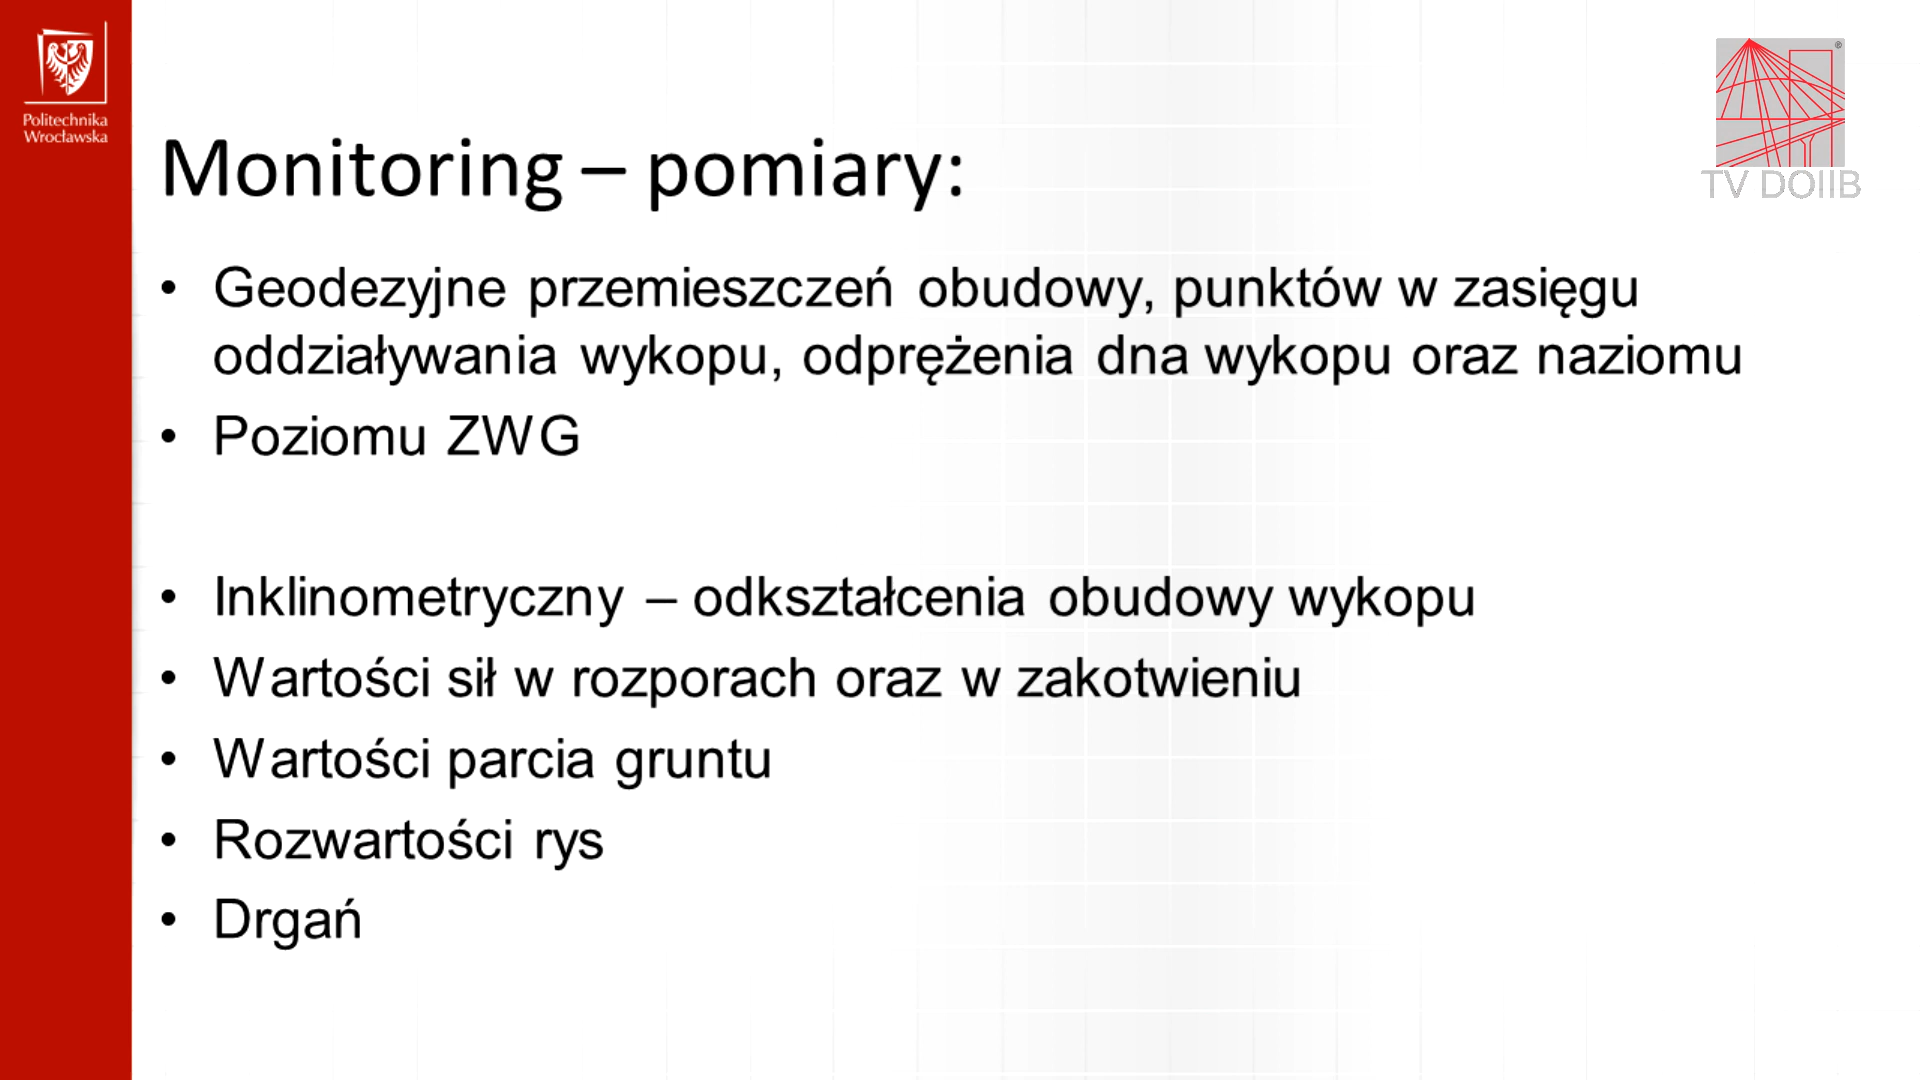 Politechnika
Wrocławska
®
TV DOIIB
Monitoring – pomiary:
• Geodezyjne przemieszczeń obudowy, punktów w zasięgu
oddziaływania wykopu, odprężenia dna wykopu oraz naziomu
• Poziomu ZWG
• Inklinometryczny – odkształcenia obudowy wykopu
• Wartości sił w rozporach oraz w zakotwieniu
• Wartości parcia gruntu
• Rozwartości rys
• Drgań